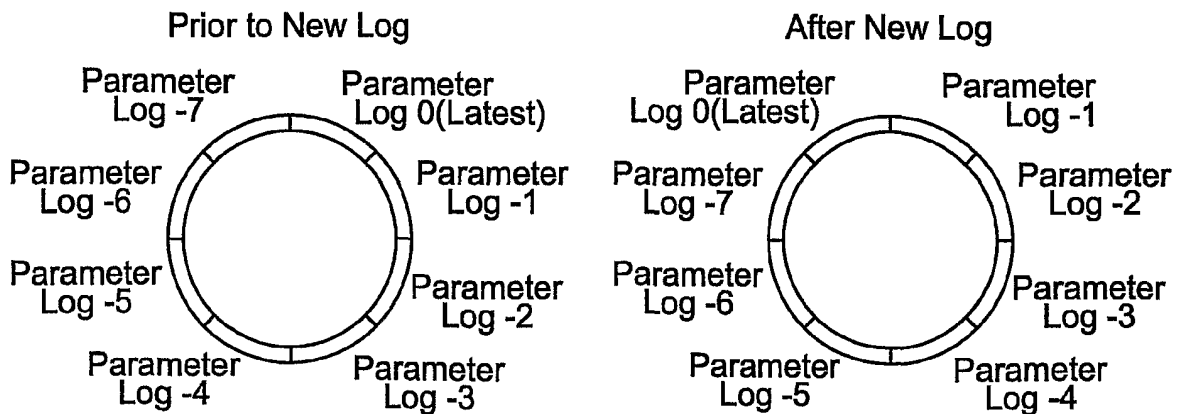 Prior to New Log
Parameter
Log -7
Parameter
Log 0(Latest)
Parameter
Log -6
Parameter
Log -1
Parameter
Log -5
Parameter
Log -2
Parameter
Log -4
Parameter
Log -3
After New Log
Parameter
Log 0(Latest)
Parameter
Log -1
Parameter
Log -7
Parameter
Log -2
Parameter
Log -6
Parameter
Log -3
Parameter
Log -5
Parameter
Log -4